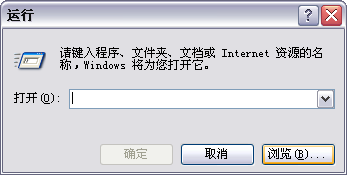 运行
请键入程序、文件夹、文档或 Internet 资源的名
称,Windows 将为您打开它。
打开(O):
确定
取消
浏览(B)...